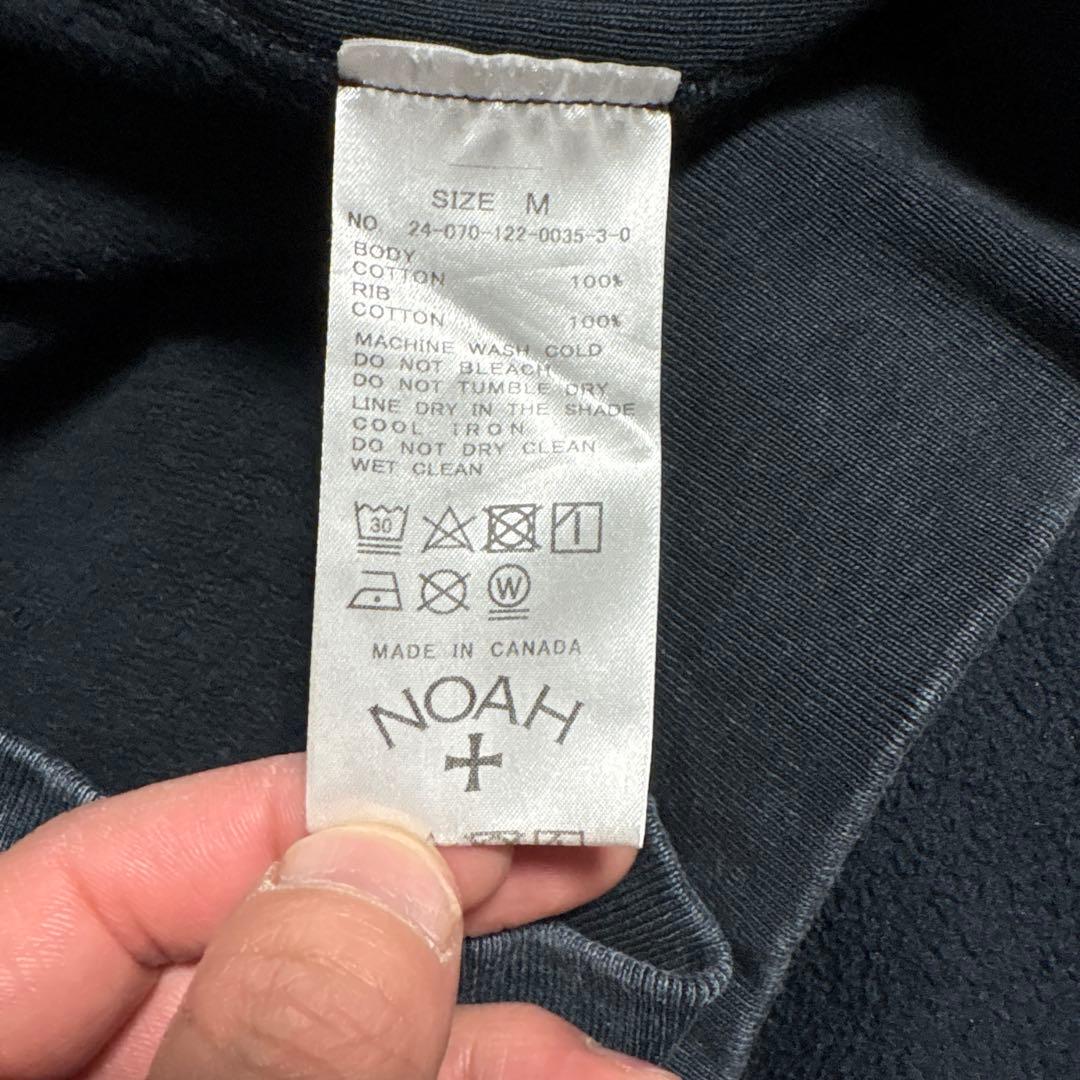 SIZE M
NO. 24-070-122-0035-3-0
BODY
COTTON 100%
RIB
COTTON 100%
MACHINE WASH COLD
DO NOT BLEACH
DO NOT TUMBLE DRY
LINE DRY IN THE SHADE
COOL IRON
DO NOT DRY CLEAN
WET CLEAN
30
W
MADE IN CANADA
NOAH